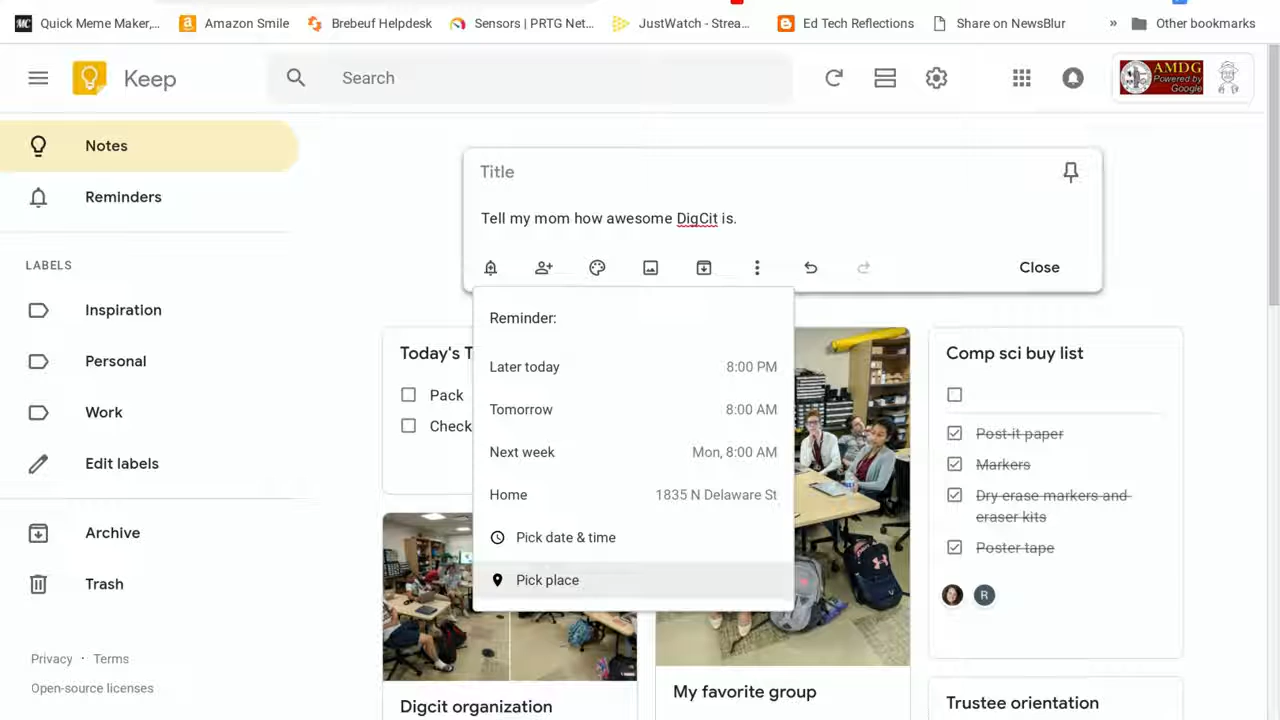 Quick Meme Maker,...
Amazon Smile
Brebeuf Helpdesk
Sensors | PRTG Net...
JustWatch - Strea...
Ed Tech Reflections
Share on NewsBlur
»
Other bookmarks
Keep
Search
AMDG
Powered by
Google
Notes
Reminders
LABELS
Inspiration
Personal
Work
Edit labels
Archive
Trash
Privacy · Terms
Open-source licenses
Title
Tell my mom how awesome DigCit is.
Close
Reminder:
Later today 8:00 PM
Tomorrow 8:00 AM
Next week Mon, 8:00 AM
Home 1835 N Delaware St
Pick date & time
Pick place
Today's T
Pack
Check
Digcit organization
My favorite group
Comp sci buy list
Post-it paper
Markers
Dry erase markers and
eraser kits
Poster tape
R
Trustee orientation